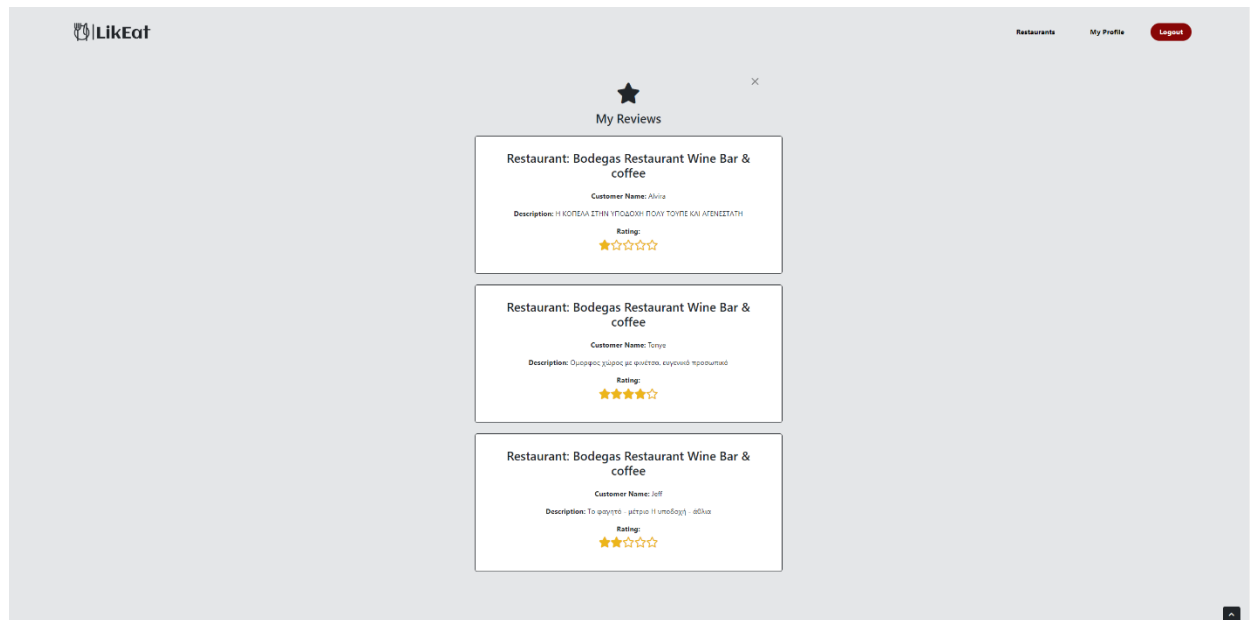 LikEat
Restaurants My Profile Logout
My Reviews
Restaurant: Bodegas Restaurant Wine Bar &
coffee
Customer Name: Alvira
Description: Η ΚΟΠΕΛΑ ΣΤΗΝ ΥΠΟΔΟΧΗ ΠΟΛΥ ΤΟΥΠΕ ΚΑΙ ΑΓΕΝΕΣΤΑΤΗ
Rating:
Restaurant: Bodegas Restaurant Wine Bar &
coffee
Customer Name: Tonye
Description: Ομορφος χώρος με φινέτσα. ευγενικό προσωπικό
Rating:
Restaurant: Bodegas Restaurant Wine Bar &
coffee
Customer Name: Jeff
Description: Το φαγητό - μέτριο Η υποδοχή - άθλια
Rating: